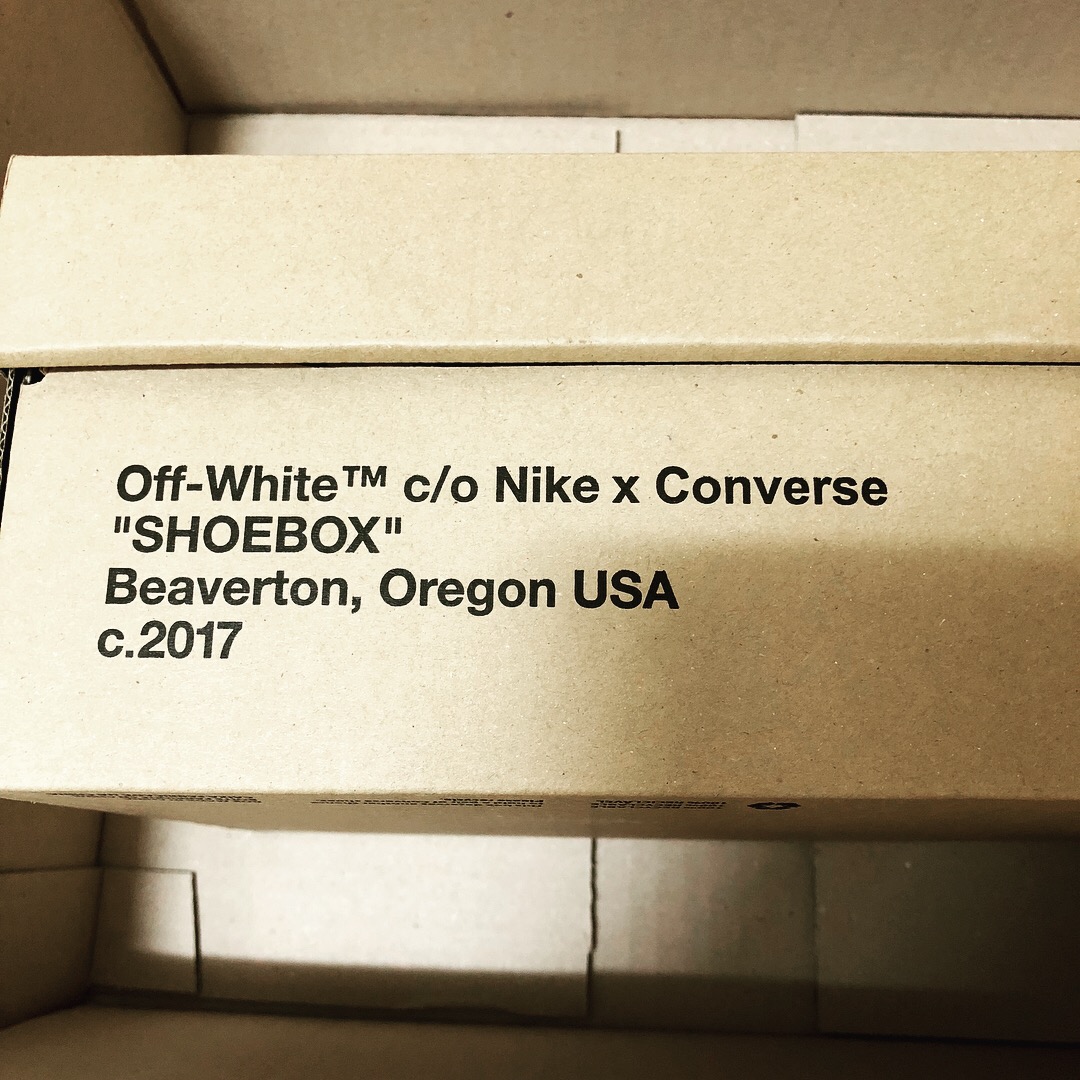 Off-White™ c/o Nike x Converse
"SHOEBOX"
Beaverton, Oregon USA
c.2017